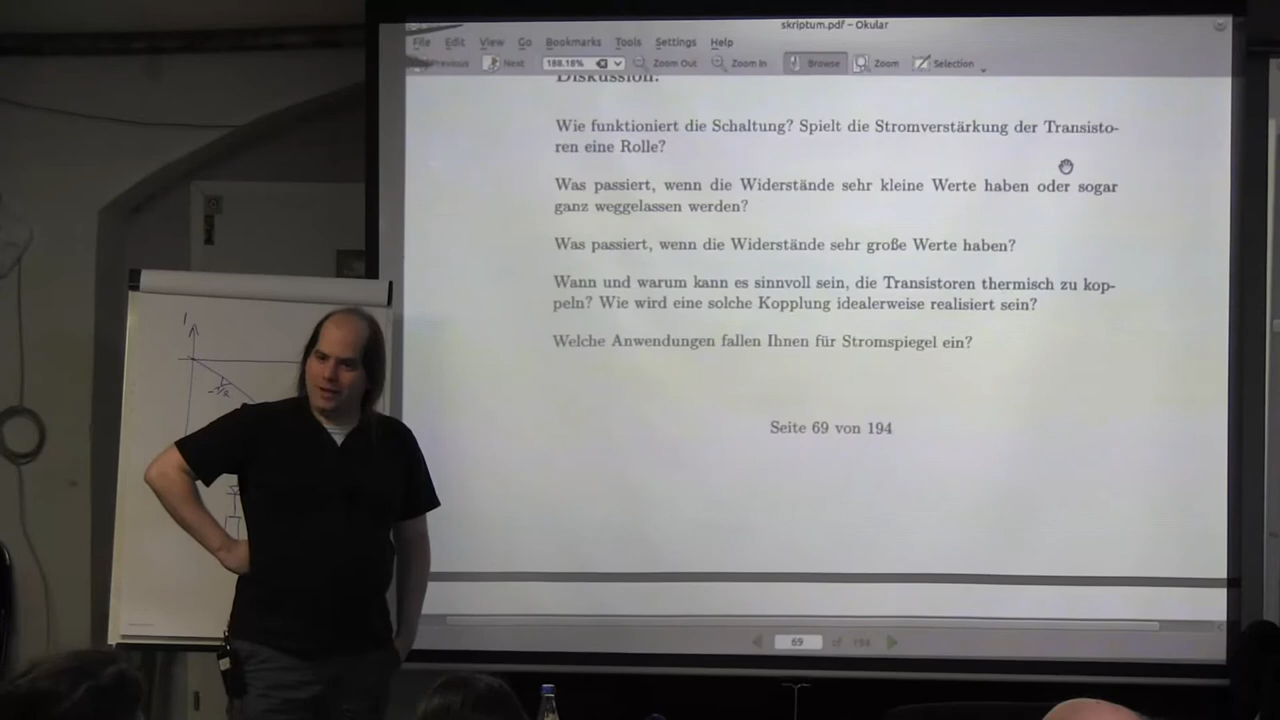 skriptum.pdf – Okular
File Edit View Go Bookmarks Tools Settings Help
Previous Next 188.18% Zoom Out Zoom In Browse Zoom Selection
Diskussion:
Wie funktioniert die Schaltung? Spielt die Stromverstärkung der Transisto-
ren eine Rolle?
Was passiert, wenn die Widerstände sehr kleine Werte haben oder sogar
ganz weggelassen werden?
Was passiert, wenn die Widerstände sehr große Werte haben?
Wann und warum kann es sinnvoll sein, die Transistoren thermisch zu kop-
peln? Wie wird eine solche Kopplung idealerweise realisiert sein?
Welche Anwendungen fallen Ihnen für Stromspiegel ein?
Seite 69 von 194
69 of 194